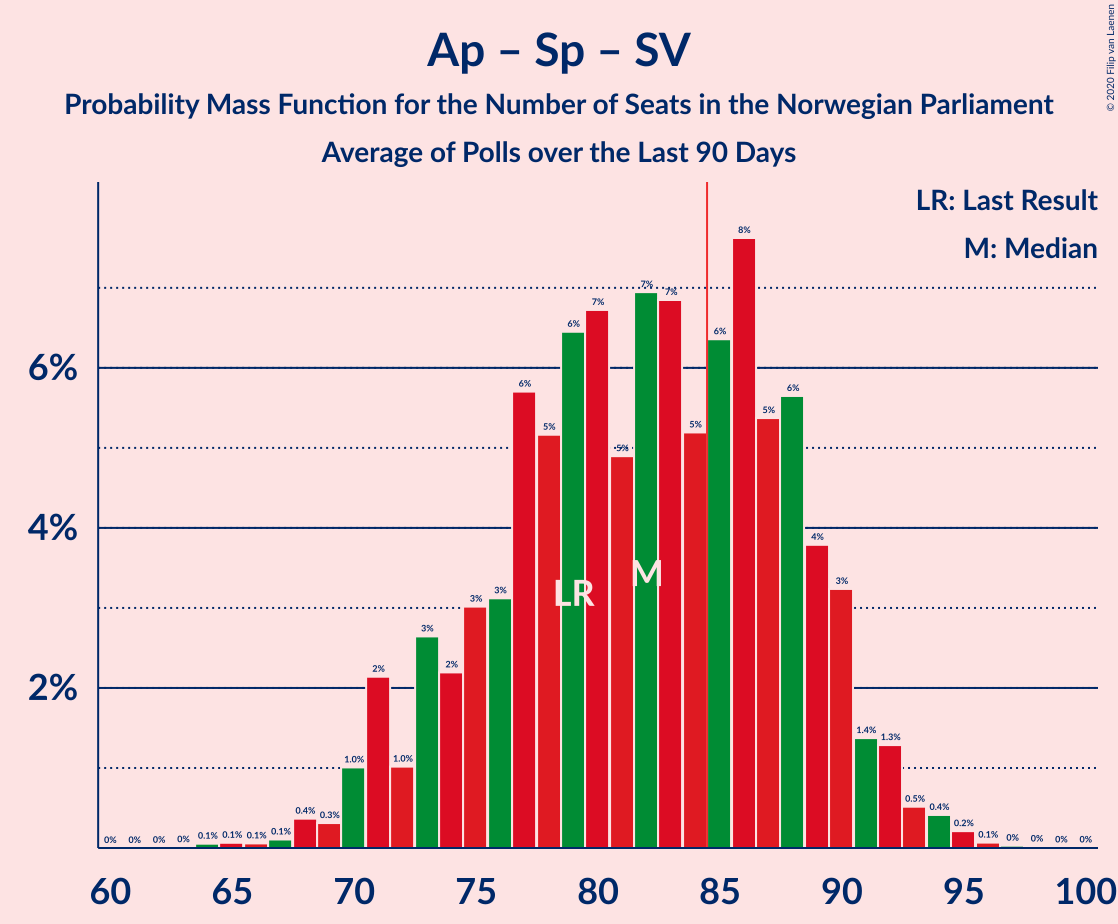 Ap – Sp – SV
Probability Mass Function for the Number of Seats in the Norwegian Parliament
Average of Polls over the Last 90 Days
© 2020 Filip van Laenen
LR: Last Result
M: Median
6%
4%
2%
0% 0% 0% 0% 0.1% 0.1% 0.1% 0.1% 0.4% 0.3% 1.0% 2% 1.0% 3% 2% 3% 3% 6% 5% 6% 7% 5% 7% 7% 5% 6% 8% 5% 6% 4% 3% 1.4% 1.3% 0.5% 0.4% 0.2% 0.1% 0% 0% 0% 0%
LR
M
60 65 70 75 80 85 90 95 100